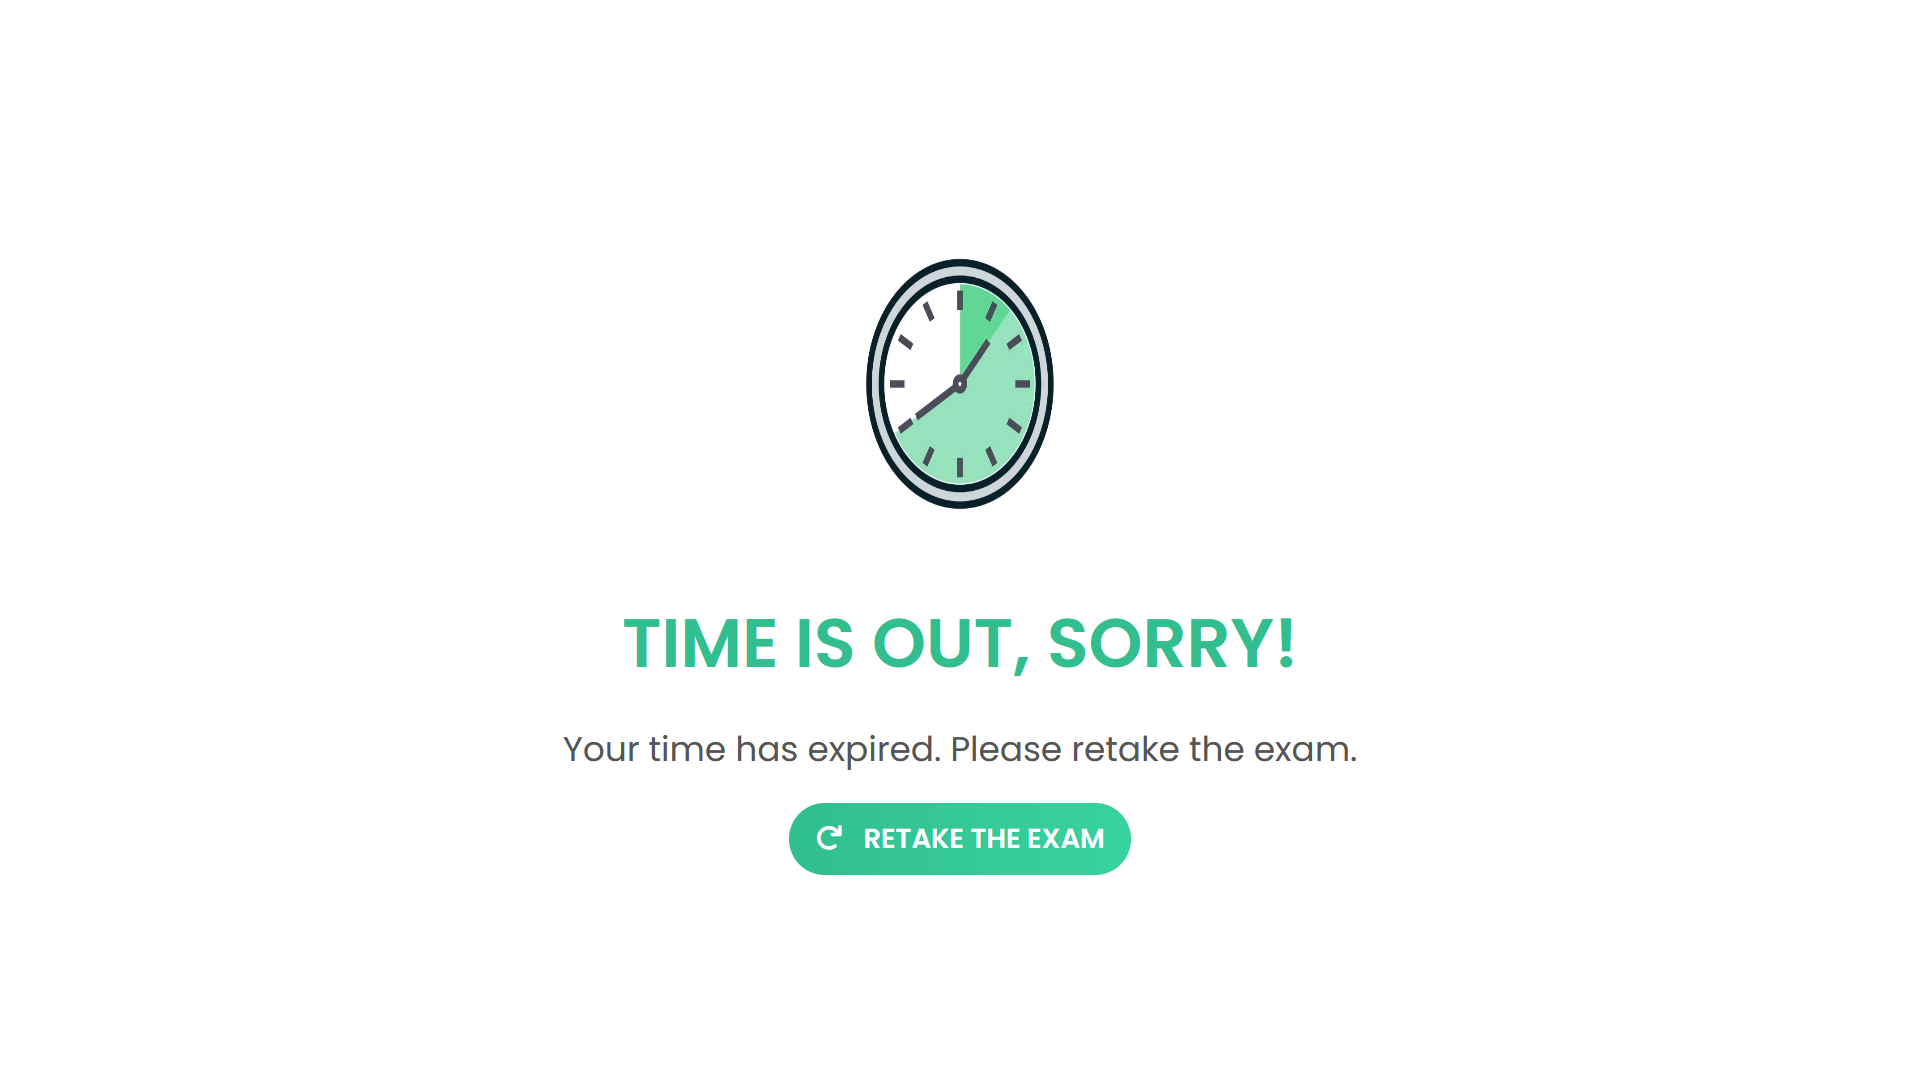 TIME IS OUT, SORRY!
Your time has expired. Please retake the exam.
RETAKE THE EXAM